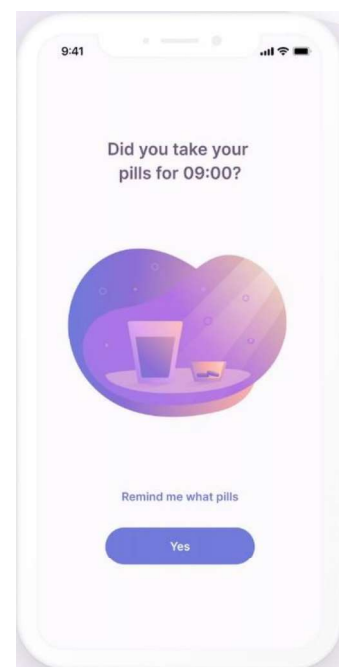 9:41
Did you take your
pills for 09:00?
Remind me what pills
Yes